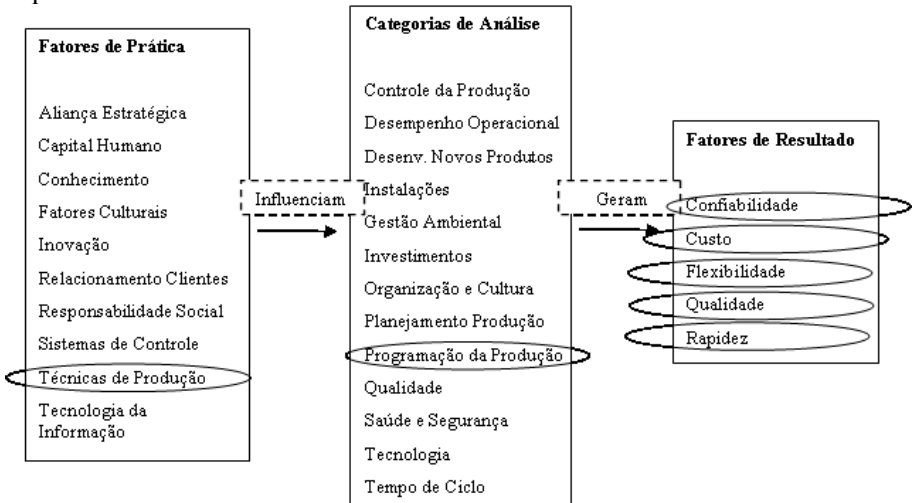 Fatores de Prática
Aliança Estratégica
Capital Humano
Conhecimento
Fatores Culturais
Inovação
Relacionamento Clientes
Responsabilidade Social
Sistemas de Controle
Técnicas de Produção
Tecnologia da
Informação
Influenciam
Categorias de Análise
Controle da Produção
Desempenho Operacional
Desenv. Novos Produtos
Instalações
Gestão Ambiental
Investimentos
Organização e Cultura
Planejamento Produção
Programação da Produção
Qualidade
Saúde e Segurança
Tecnologia
Tempo de Ciclo
Geram
Fatores de Resultado
Confiabilidade
Custo
Flexibilidade
Qualidade
Rapidez